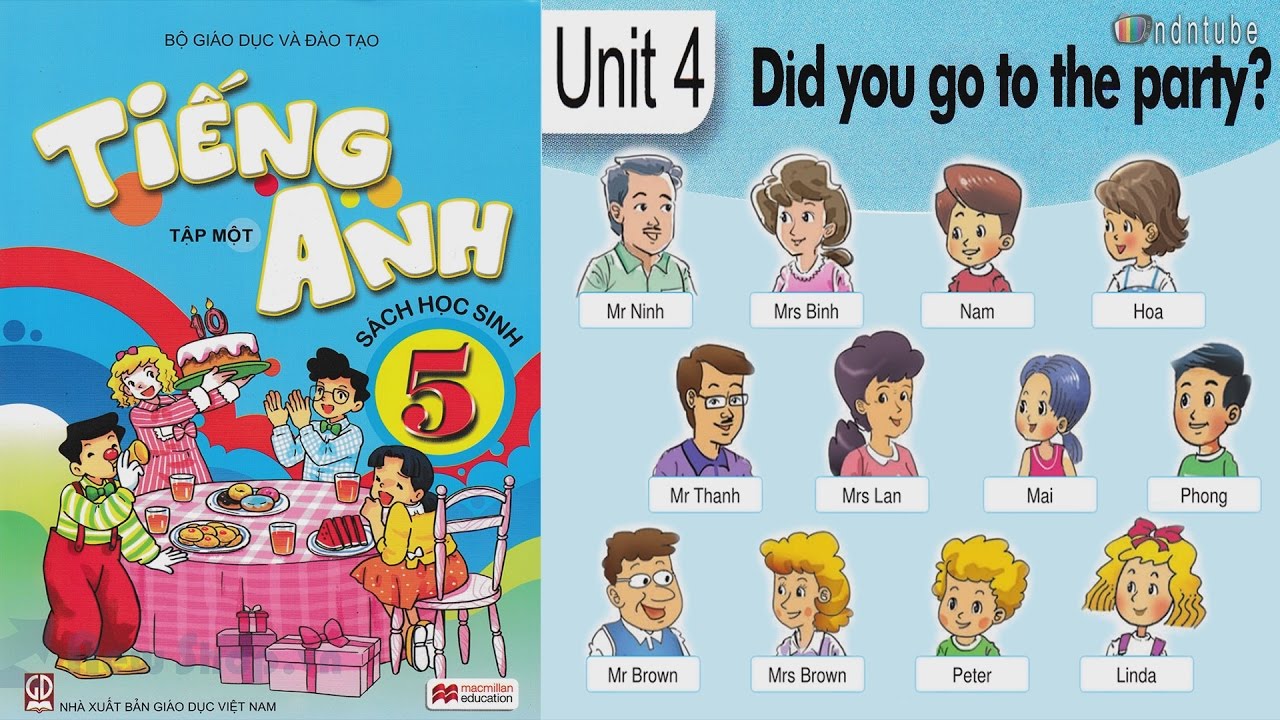 BỘ GIÁO DỤC VÀ ĐÀO TẠO
TIẾNG
TẬP MỘT
ANH
SÁCH HỌC SINH
5
10
macmillan
education
GD
NHÀ XUẤT BẢN GIÁO DỤC VIỆT NAM
ndntube
Unit 4
Did you go to the party?
Mr Ninh
Mrs Binh
Nam
Hoa
Mr Thanh
Mrs Lan
Mai
Phong
Mr Brown
Mrs Brown
Peter
Linda